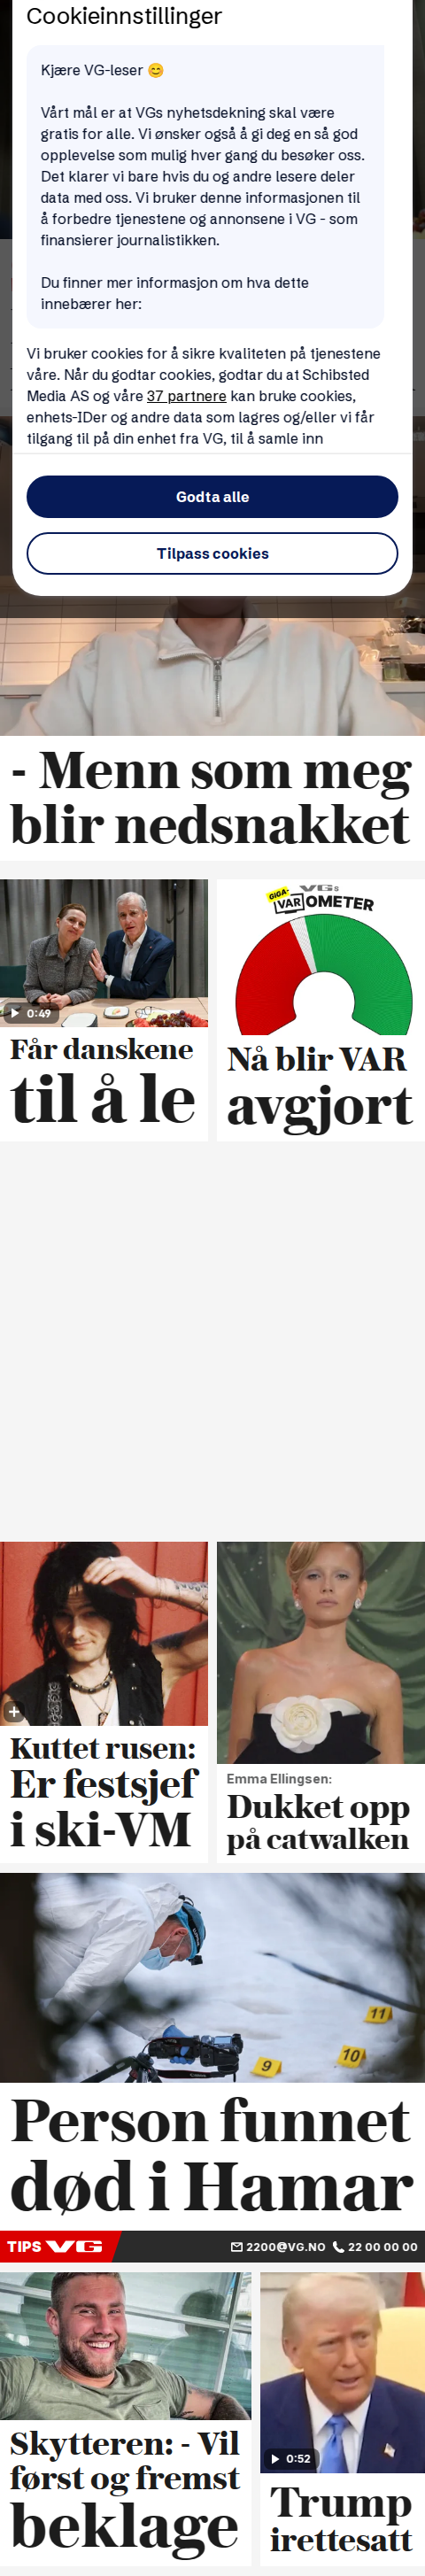 Cookieinnstillinger
Kjære VG-leser 😊
Vårt mål er at VGs nyhetsdekning skal være
gratis for alle. Vi ønsker også å gi deg en så god
opplevelse som mulig hver gang du besøker oss.
Det klarer vi bare hvis du og andre lesere deler
data med oss. Vi bruker denne informasjonen til
å forbedre tjenestene og annonsene i VG - som
finansierer journalistikken.
Du finner mer informasjon om hva dette
innebærer her:
Vi bruker cookies for å sikre kvaliteten på tjenestene
våre. Når du godtar cookies, godtar du at Schibsted
Media AS og våre 37 partnere kan bruke cookies,
enhets-IDer og andre data som lagres og/eller vi får
tilgang til på din enhet fra VG, til å samle inn
Godta alle
Tilpass cookies
- Menn som meg
blir nedsnakket
0:49
Får danskene
til å le
VGs
GIGA-
VAROMETER
Nå blir VAR
avgjort
Kuttet rusen:
Er festsjef
i ski-VM
Emma Ellingsen:
Dukket opp
på catwalken
11
10
9
Person funnet
død i Hamar
TIPS VG
2200@VG.NO 22 00 00 00
Skytteren: - Vil
først og fremst
beklage
0:52
Trump
irettesatt